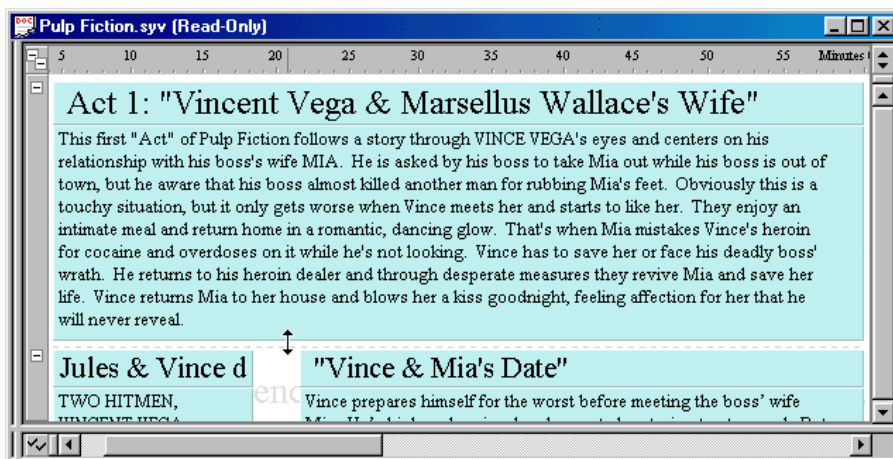 Pulp Fiction.syv (Read-Only)
5 10 15 20 25 30 35 40 45 50 55 Minutes
Act 1: "Vincent Vega & Marsellus Wallace's Wife"
This first "Act" of Pulp Fiction follows a story through VINCE VEGA's eyes and centers on his
relationship with his boss's wife MIA.  He is asked by his boss to take Mia out while his boss is out of
town, but he aware that his boss almost killed another man for rubbing Mia's feet.  Obviously this is a
touchy situation, but it only gets worse when Vince meets her and starts to like her.  They enjoy an
intimate meal and return home in a romantic, dancing glow.  That's when Mia mistakes Vince's heroin
for cocaine and overdoses on it while he's not looking.  Vince has to save her or face his deadly boss'
wrath.  He returns to his heroin dealer and through desperate measures they revive Mia and save her
life.  Vince returns Mia to her house and blows her a kiss goodnight, feeling affection for her that he
will never reveal.
Jules & Vince d
"Vince & Mia's Date"
TWO HITMEN,
Vince prepares himself for the worst before meeting the boss’ wife